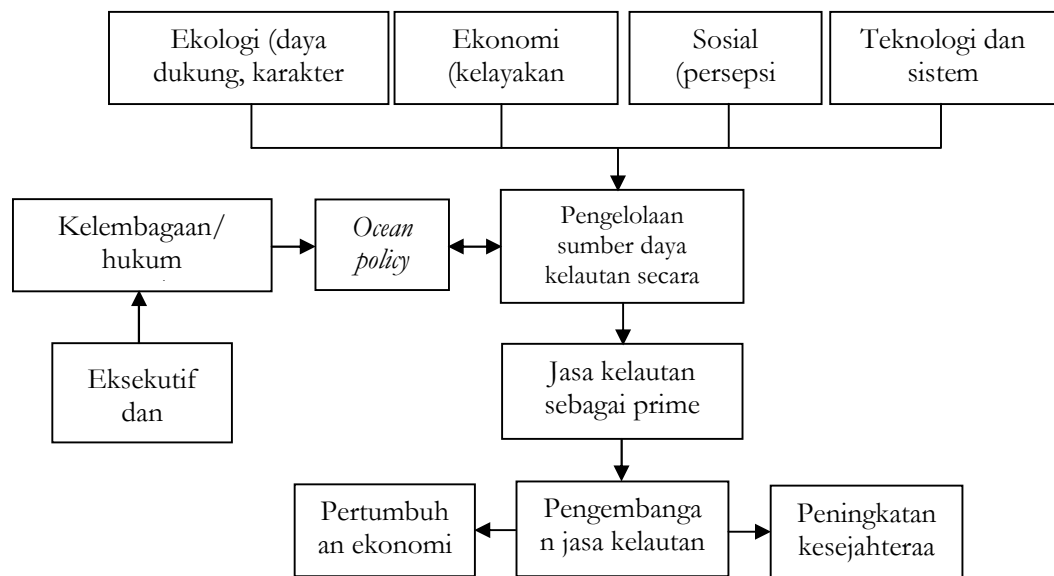 Ekologi (daya
dukung, karakter
Ekonomi
(kelayakan
Sosial
(persepsi
Teknologi dan
sistem
Kelembagaan/
hukum
Ocean
policy
Pengelolaan
sumber daya
kelautan secara
Eksekutif
dan
Jasa kelautan
sebagai prime
Pertumbuh
an ekonomi
Pengembanga
n jasa kelautan
Peningkatan
kesejahteraa